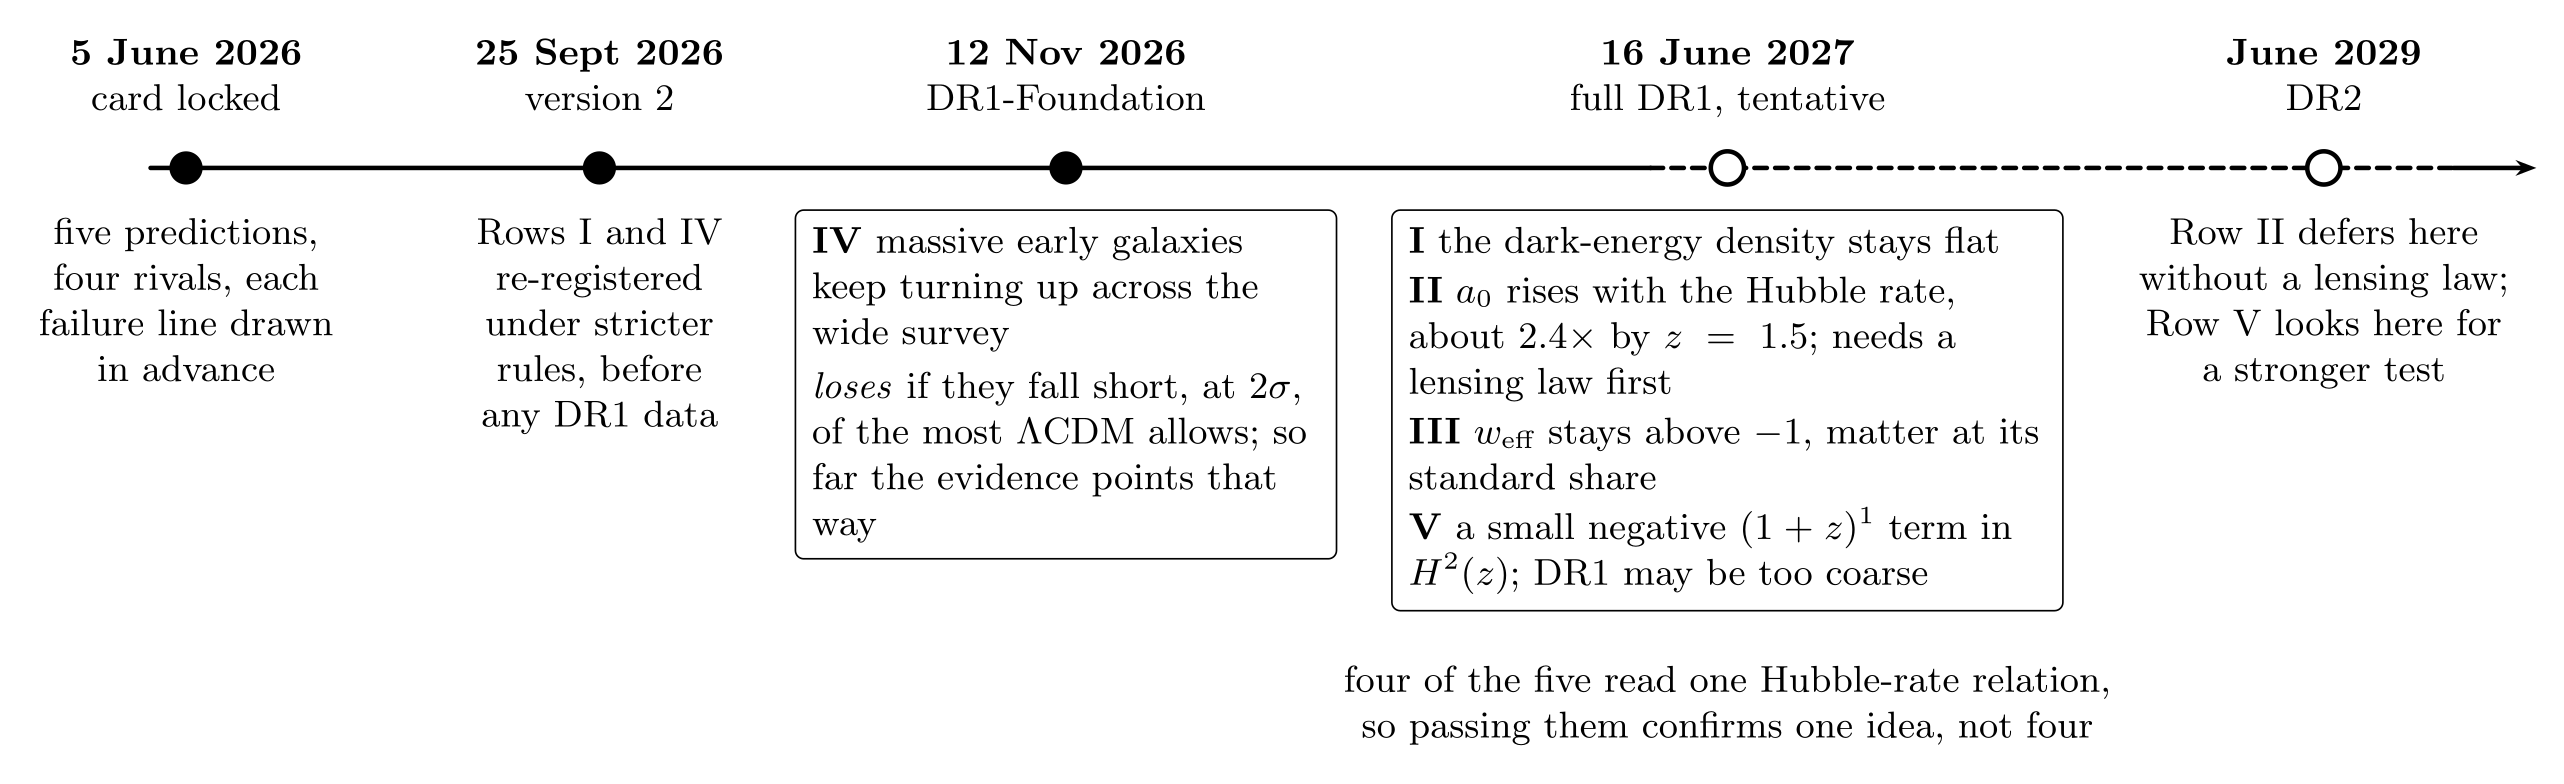 5 June 2026
card locked
five predictions,
four rivals, each
failure line drawn
in advance
25 Sept 2026
version 2
Rows I and IV
re-registered
under stricter
rules, before
any DR1 data
12 Nov 2026
DR1-Foundation
IV massive early galaxies
keep turning up across the
wide survey
loses if they fall short, at 2σ,
of the most ΛCDM allows; so
far the evidence points that
way
16 June 2027
full DR1, tentative
I the dark-energy density stays flat
II a₀ rises with the Hubble rate,
about 2.4× by z = 1.5; needs a
lensing law first
III w_eff stays above −1, matter at its
standard share
V a small negative (1 + z)¹ term in
H²(z); DR1 may be too coarse
four of the five read one Hubble-rate relation,
so passing them confirms one idea, not four
June 2029
DR2
Row II defers here
without a lensing law;
Row V looks here for
a stronger test